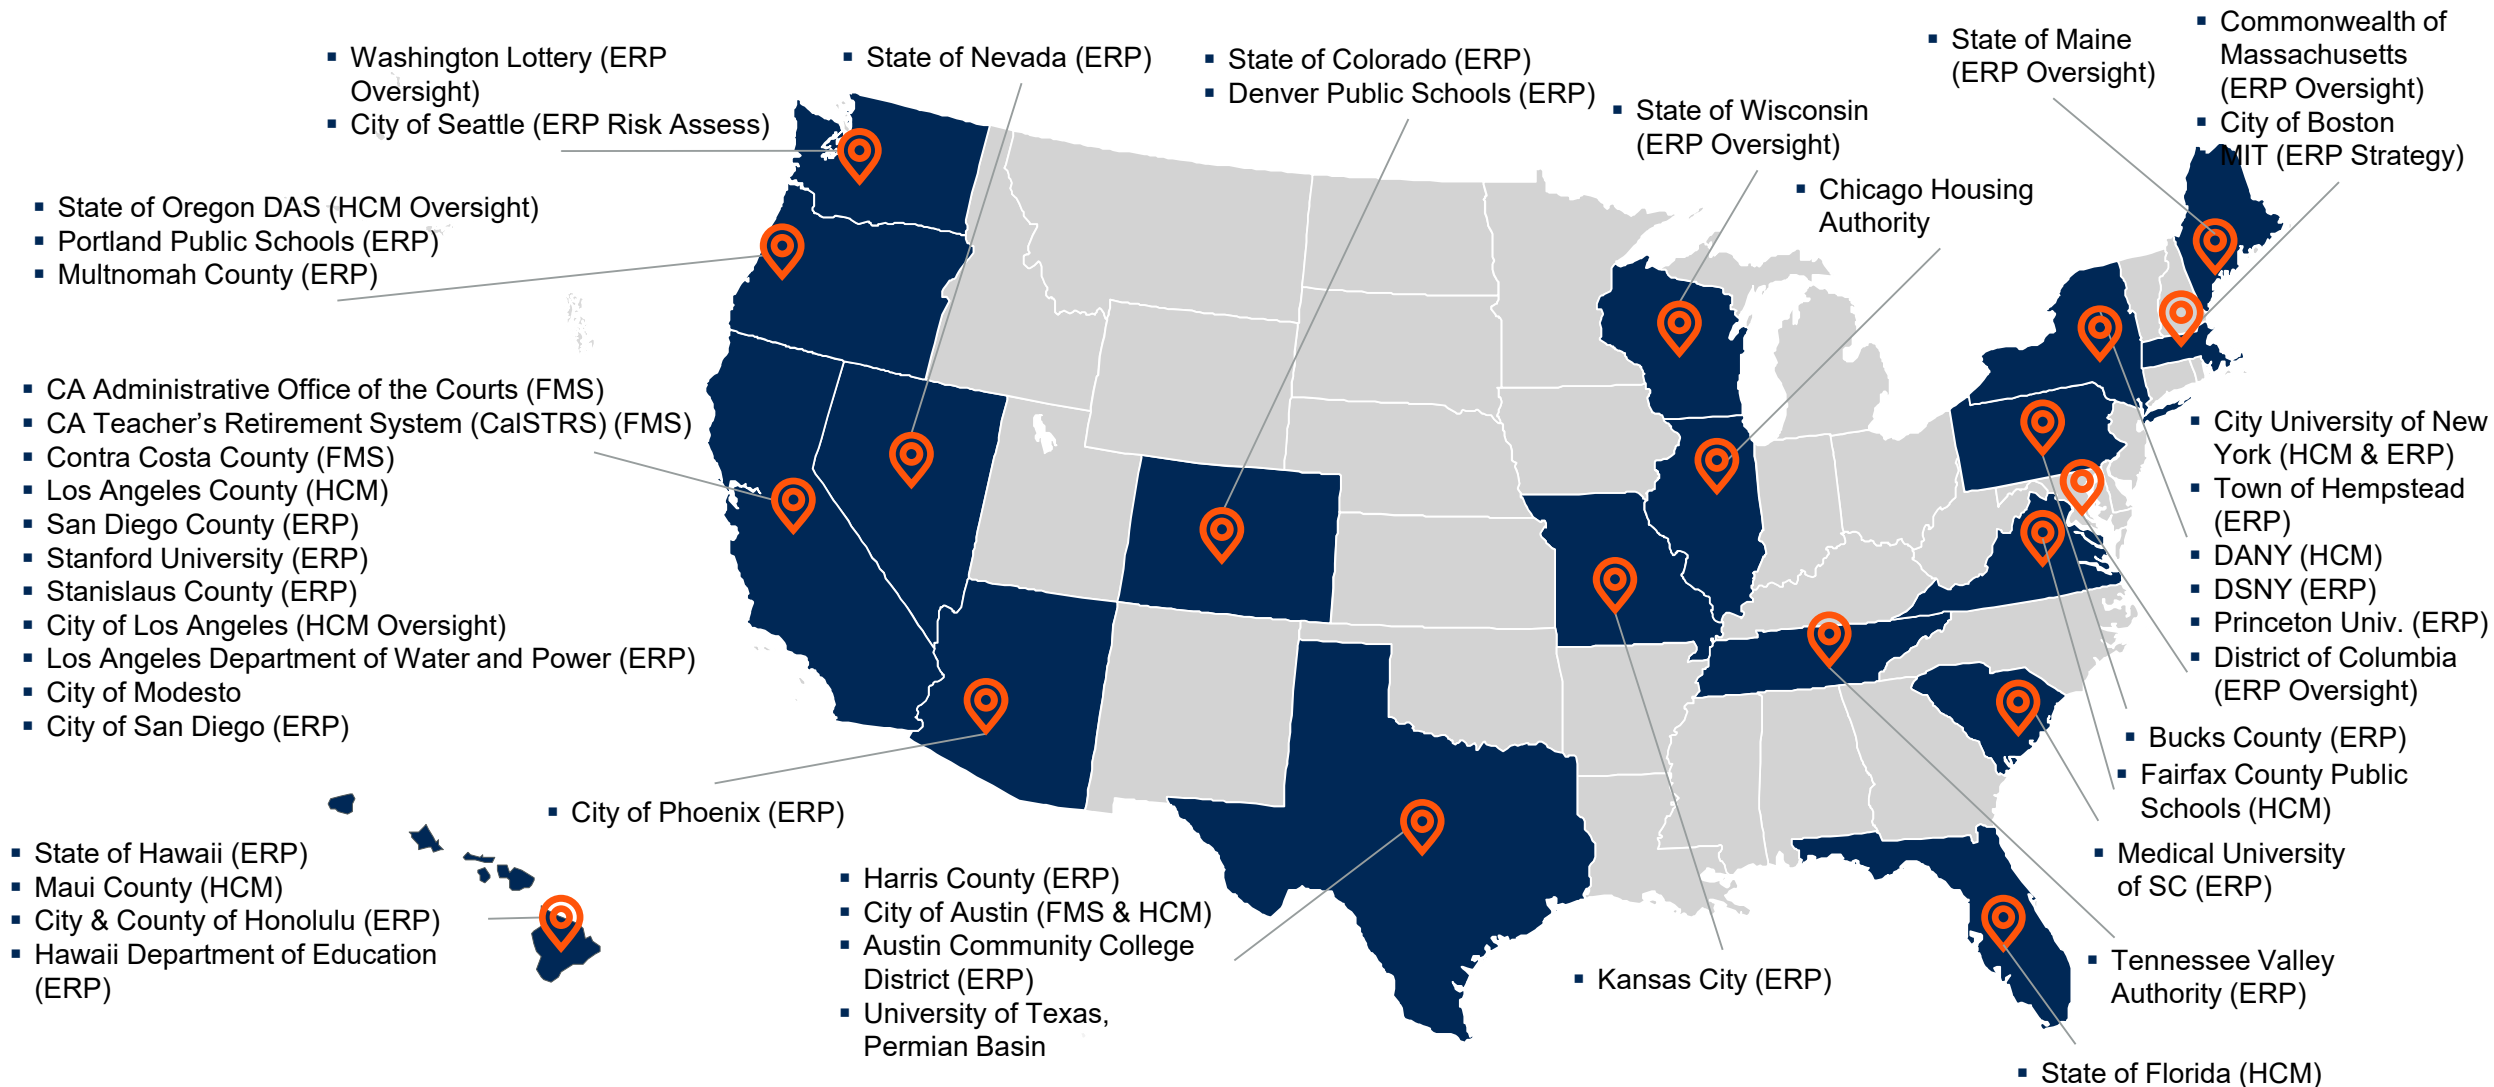 ▪ Washington Lottery (ERP
Oversight)
▪ City of Seattle (ERP Risk Assess)
▪ State of Nevada (ERP)
▪ State of Colorado (ERP)
▪ Denver Public Schools (ERP)
▪ State of Wisconsin
(ERP Oversight)
▪ Chicago Housing
Authority
▪ State of Maine
(ERP Oversight)
▪ Commonwealth of
Massachusetts
(ERP Oversight)
▪ City of Boston
▪ MIT (ERP Strategy)
▪ State of Oregon DAS (HCM Oversight)
▪ Portland Public Schools (ERP)
▪ Multnomah County (ERP)
▪ CA Administrative Office of the Courts (FMS)
▪ CA Teacher’s Retirement System (CalSTRS) (FMS)
▪ Contra Costa County (FMS)
▪ Los Angeles County (HCM)
▪ San Diego County (ERP)
▪ Stanford University (ERP)
▪ Stanislaus County (ERP)
▪ City of Los Angeles (HCM Oversight)
▪ Los Angeles Department of Water and Power (ERP)
▪ City of Modesto
▪ City of San Diego (ERP)
▪ City University of New
York (HCM & ERP)
▪ Town of Hempstead
(ERP)
▪ DANY (HCM)
▪ DSNY (ERP)
▪ Princeton Univ. (ERP)
▪ District of Columbia
(ERP Oversight)
▪ Bucks County (ERP)
▪ Fairfax County Public
Schools (HCM)
▪ Medical University
of SC (ERP)
▪ Tennessee Valley
Authority (ERP)
▪ State of Florida (HCM)
▪ City of Phoenix (ERP)
▪ State of Hawaii (ERP)
▪ Maui County (HCM)
▪ City & County of Honolulu (ERP)
▪ Hawaii Department of Education
(ERP)
▪ Harris County (ERP)
▪ City of Austin (FMS & HCM)
▪ Austin Community College
District (ERP)
▪ University of Texas,
Permian Basin
▪ Kansas City (ERP)